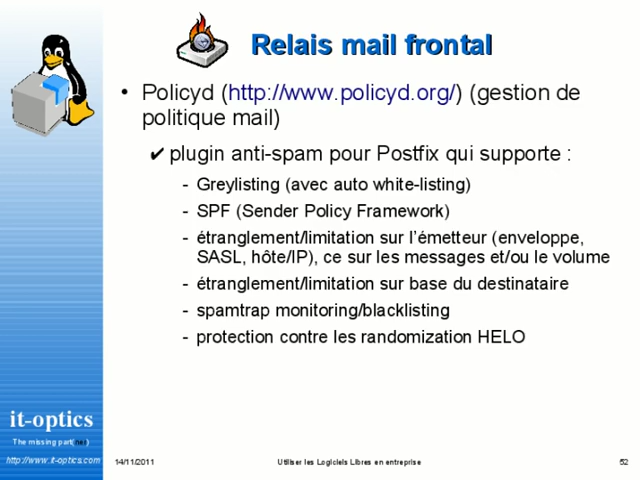 Relais mail frontal
• Policyd (http://www.policyd.org/) (gestion de
politique mail)
✔ plugin anti-spam pour Postfix qui supporte :
- Greylisting (avec auto white-listing)
- SPF (Sender Policy Framework)
- étranglement/limitation sur l’émetteur (enveloppe,
SASL, hôte/IP), ce sur les messages et/ou le volume
- étranglement/limitation sur base du destinataire
- spamtrap monitoring/blacklisting
- protection contre les randomization HELO
it-optics
The missing part(ner)
http://www.it-optics.com
14/11/2011
Utiliser les Logiciels Libres en entreprise
52